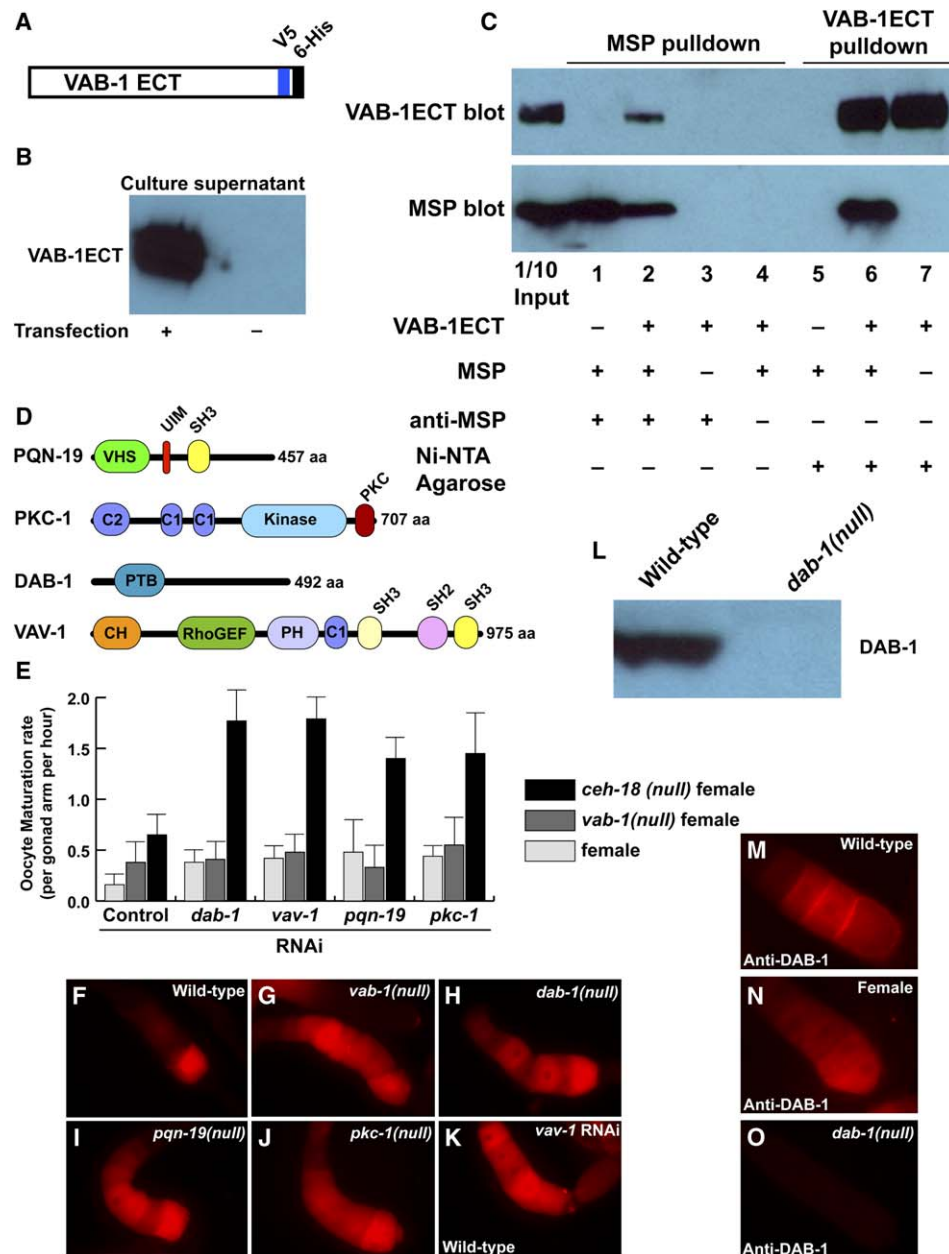 A
V5
6-His
VAB-1 ECT
B
Culture supernatant
VAB-1ECT
Transfection + –
C
MSP pulldown
VAB-1ECT
pulldown
VAB-1ECT blot
MSP blot
1/10
Input
1 2 3 4 5 6 7
VAB-1ECT – + + + – + +
MSP + + – + + + –
anti-MSP + + + – – – –
Ni-NTA
Agarose
– – – – + + +
D
UIM
SH3
PQN-19 VHS 457 aa
PKC
PKC-1 C2 C1 C1 Kinase 707 aa
DAB-1 PTB 492 aa
SH3 SH2 SH3
VAV-1 CH RhoGEF PH C1 975 aa
E
Oocyte Maturation rate
(per gonad arm per hour)
2.0
1.5
1.0
0.5
0.0
Control dab-1 vav-1 pqn-19 pkc-1
RNAi
ceh-18 (null) female
vab-1(null) female
female
L
Wild-type
dab-1(null)
DAB-1
F
Wild-type
G
vab-1(null)
H
dab-1(null)
I
pqn-19(null)
J
pkc-1(null)
K
vav-1 RNAi
Wild-type
M
Wild-type
Anti-DAB-1
N
Female
Anti-DAB-1
O
dab-1(null)
Anti-DAB-1